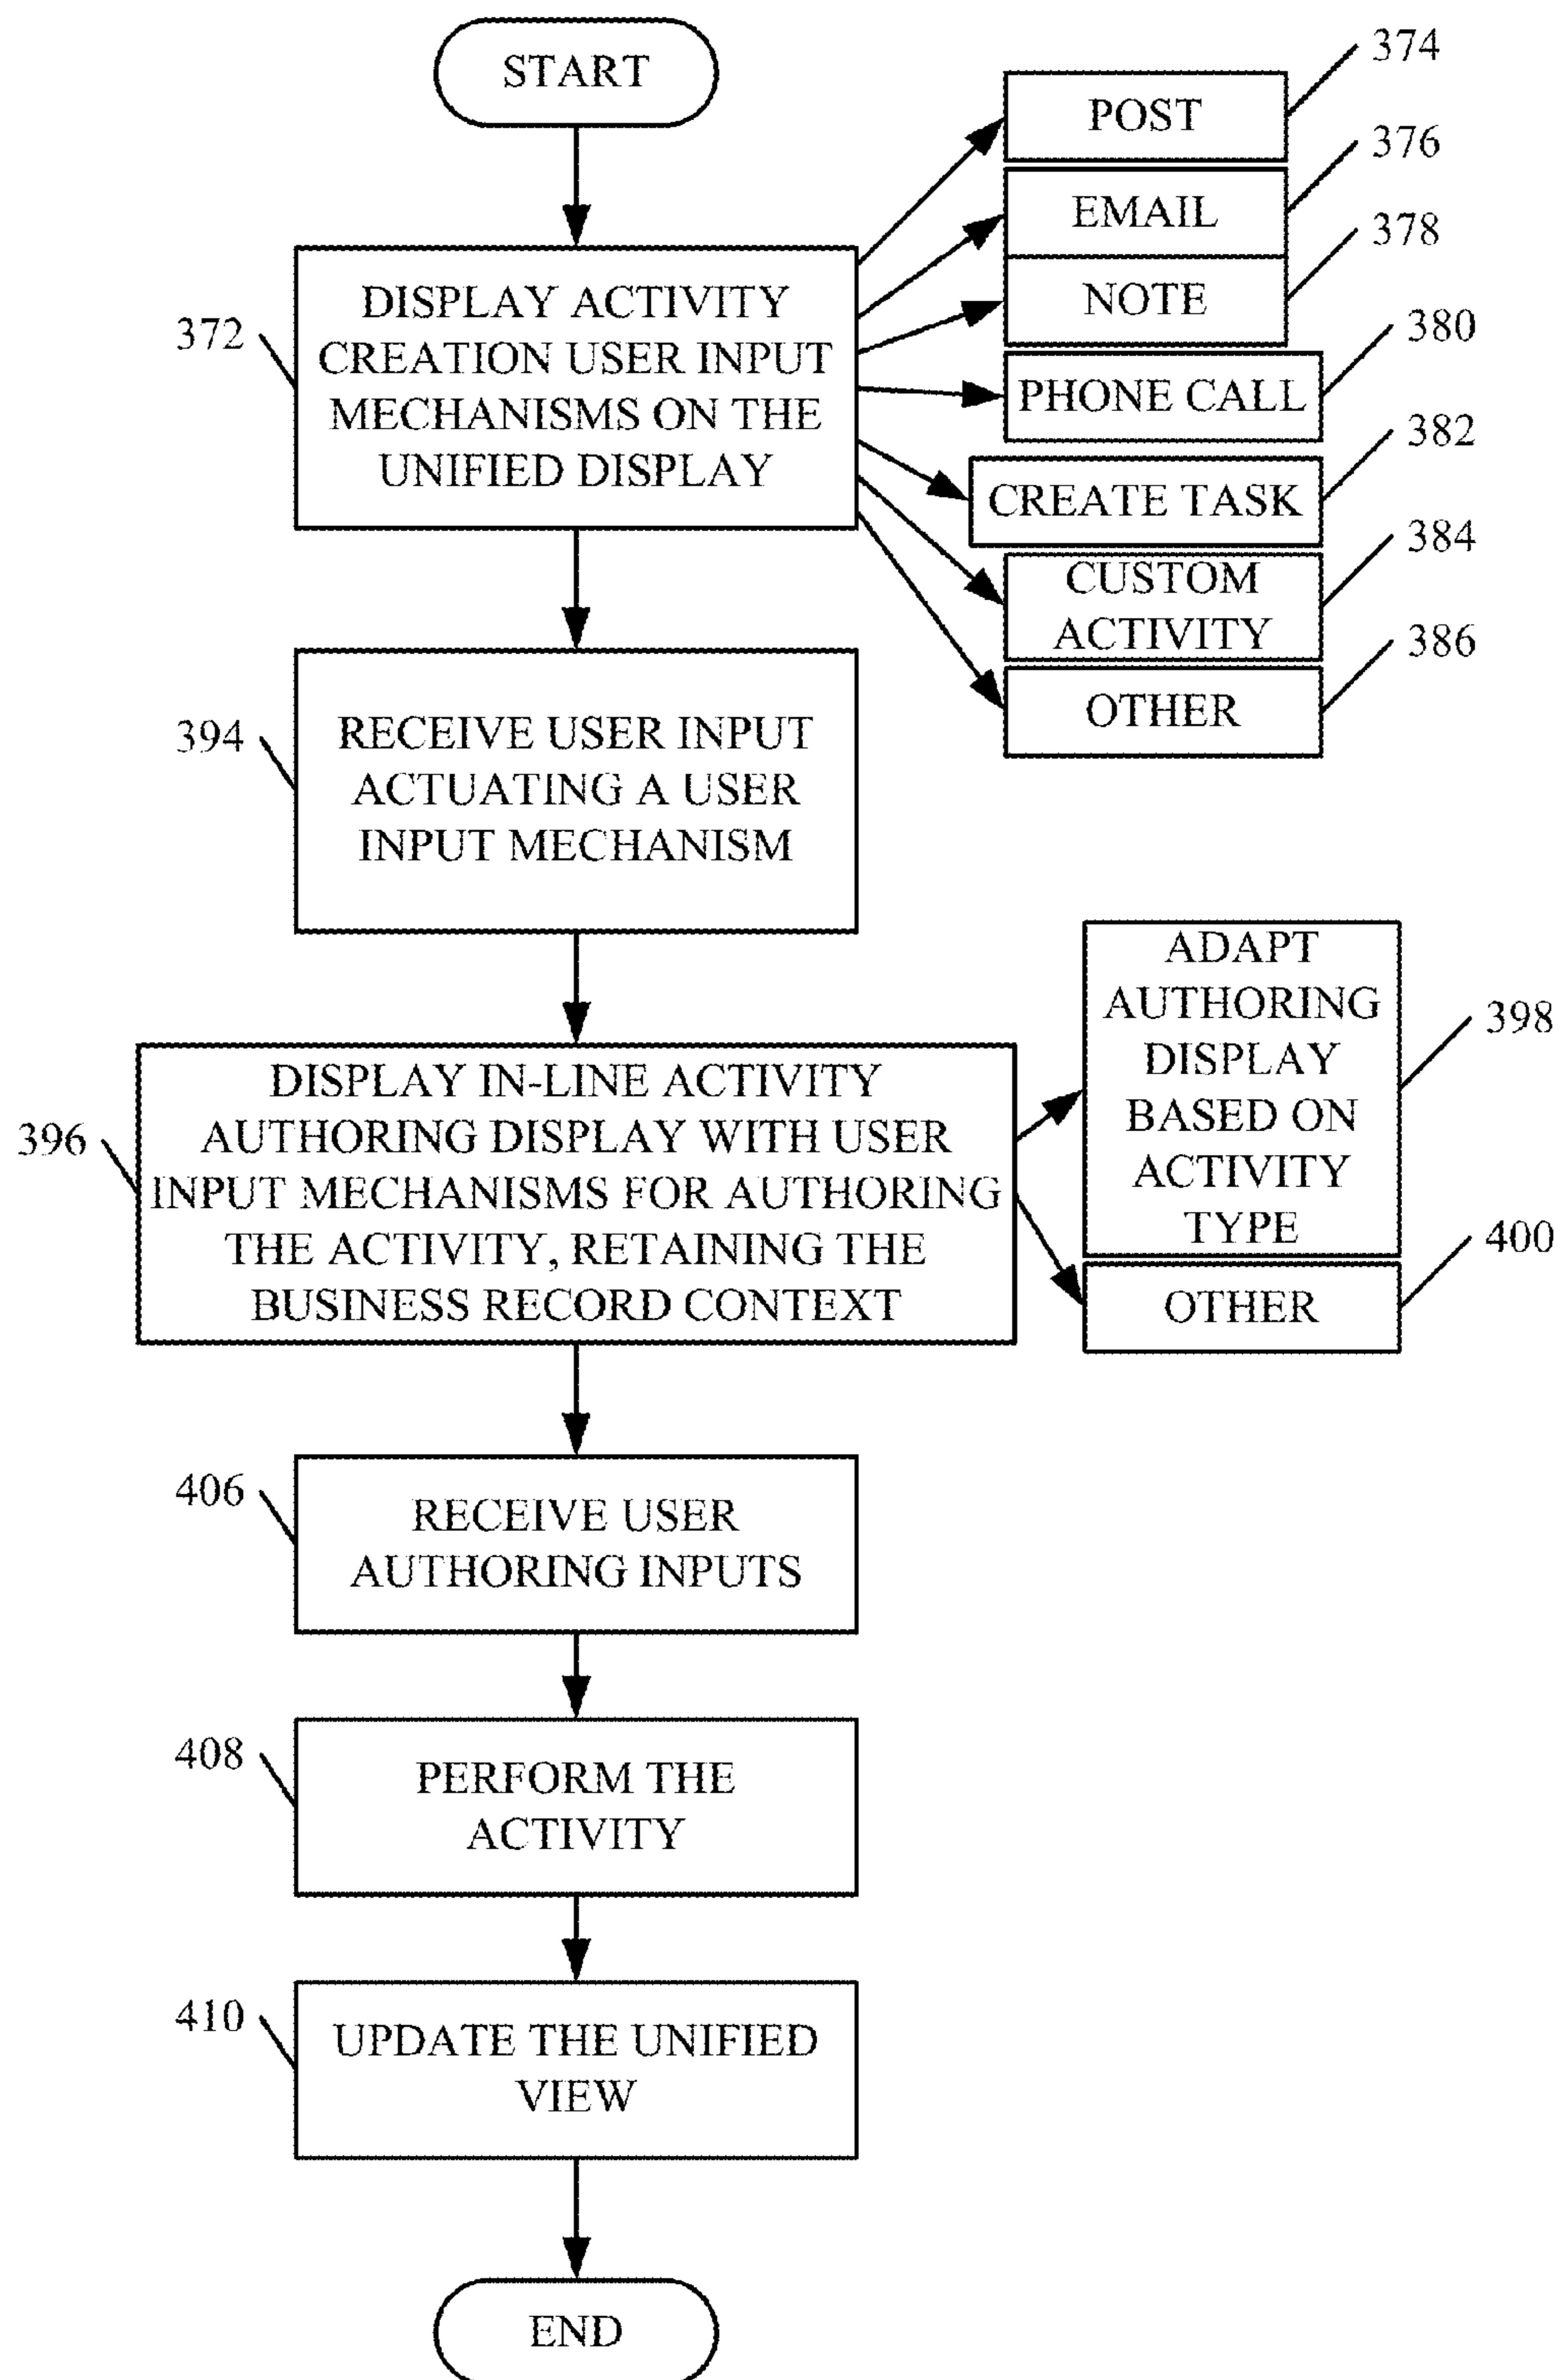 START
374
POST
376
EMAIL
378
NOTE
372
DISPLAY ACTIVITY
CREATION USER INPUT
MECHANISMS ON THE
UNIFIED DISPLAY
380
PHONE CALL
382
CREATE TASK
384
CUSTOM
ACTIVITY
386
OTHER
394
RECEIVE USER INPUT
ACTUATING A USER
INPUT MECHANISM
396
DISPLAY IN-LINE ACTIVITY
AUTHORING DISPLAY WITH USER
INPUT MECHANISMS FOR AUTHORING
THE ACTIVITY, RETAINING THE
BUSINESS RECORD CONTEXT
398
ADAPT
AUTHORING
DISPLAY
BASED ON
ACTIVITY
TYPE
400
OTHER
406
RECEIVE USER
AUTHORING INPUTS
408
PERFORM THE
ACTIVITY
410
UPDATE THE UNIFIED
VIEW
END